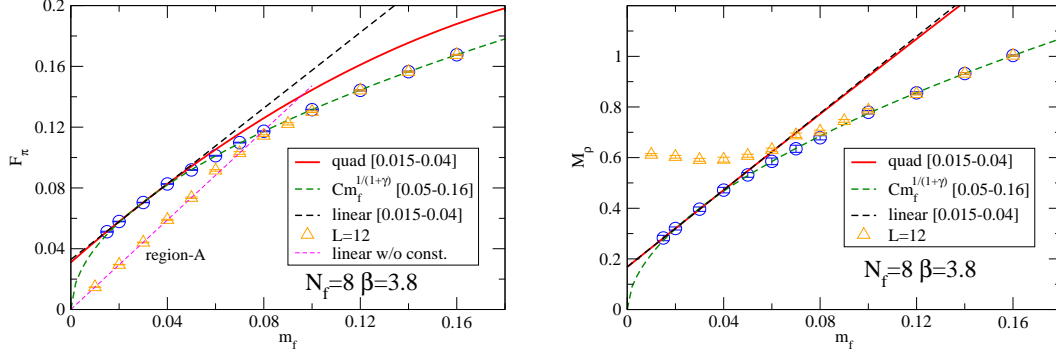 0.2
0.16
0.12
0.08
0.04
0
F_π
quad [0.015-0.04]
Cm_f^{1/(1+γ)} [0.05-0.16]
linear [0.015-0.04]
L=12
linear w/o const.
region-A
N_f=8 β=3.8
0 0.04 0.08 0.12 0.16
m_f
1
0.8
0.6
0.4
0.2
0
M_ρ
quad [0.015-0.04]
Cm_f^{1/(1+γ)} [0.05-0.16]
linear [0.015-0.04]
L=12
N_f=8 β=3.8
0 0.04 0.08 0.12 0.16
m_f